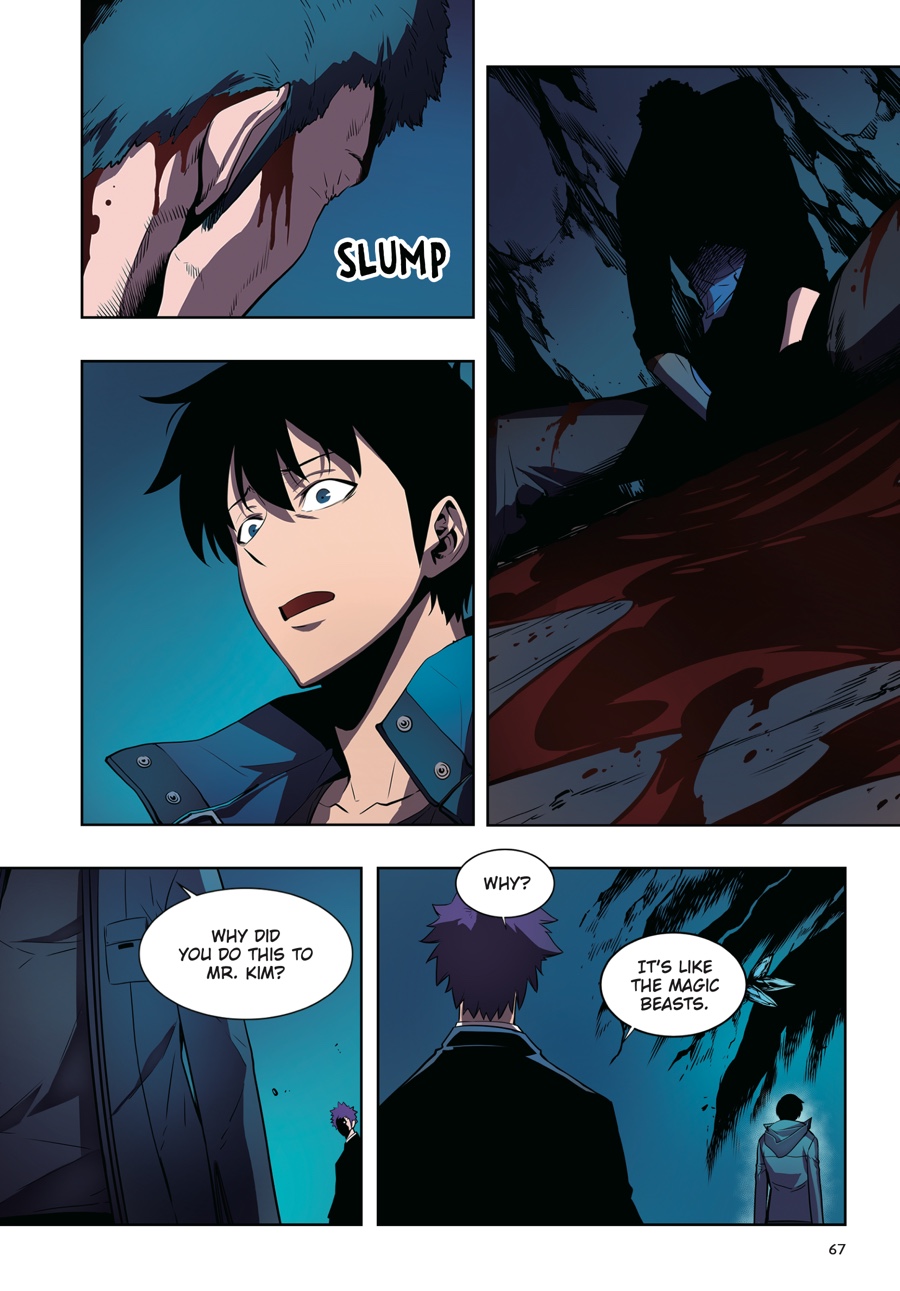 SLUMP
WHY DID
YOU DO THIS TO
MR. KIM?
WHY?
IT'S LIKE
THE MAGIC
BEASTS.
67